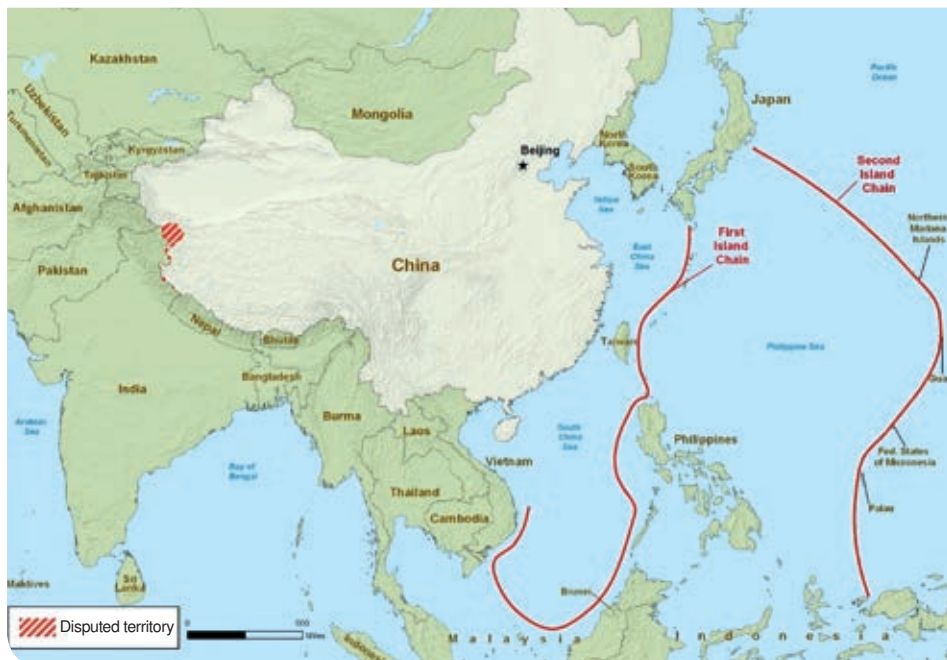 Kazakhstan
Pacific
Ocean
Uzbekistan
Mongolia
Japan
Turkmenistan
Kyrgyzstan
Beijing
North
Korea
South
Korea
Tajikistan
Second
Island
Chain
Afghanistan
Yellow
Sea
Northern
Mariana
Islands
First
Island
Chain
East
China
Sea
China
Pakistan
Nepal
Bhutan
Taiwan
Philippine Sea
Bangladesh
India
Burma
Gua
Arabian
Sea
Laos
South
China
Sea
Philippines
Vietnam
Fed. States
of Micronesia
Bay of
Bengal
Thailand
Palau
Cambodia
Maldives
Sri
Lanka
Brunei
Disputed territory
0
Miles
Malaysia
Indonesia
Indonesia